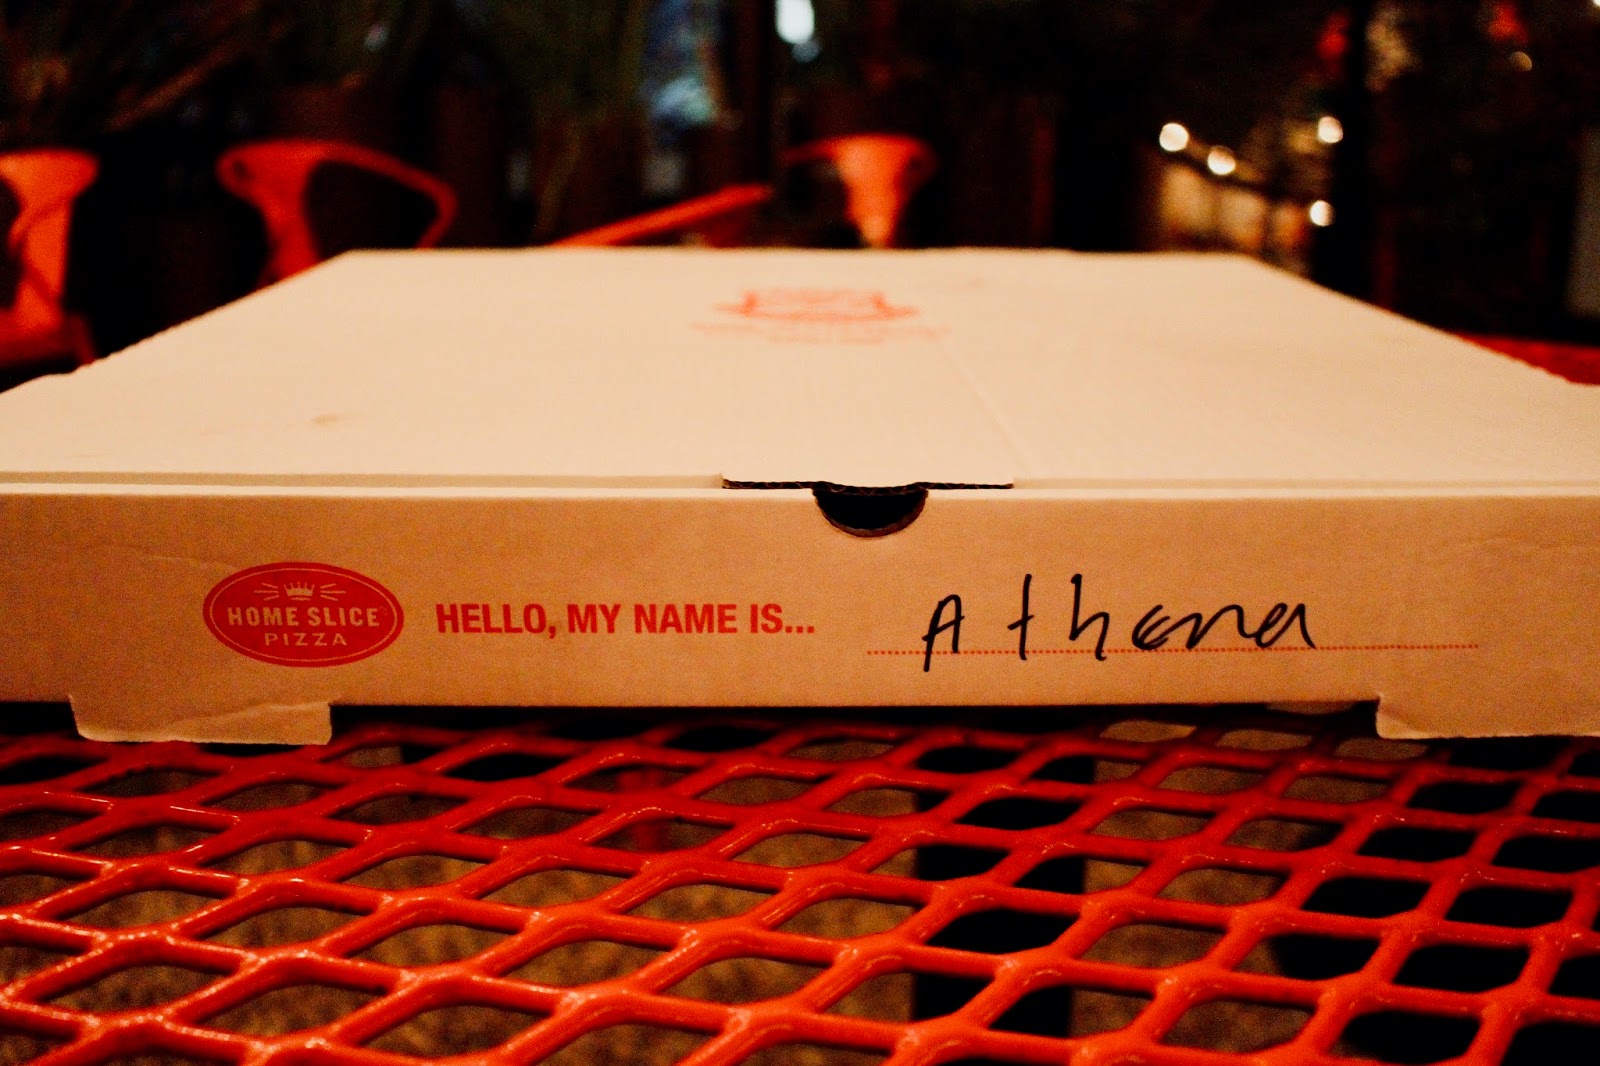 HOME SLICE
PIZZA
HELLO, MY NAME IS... Athena